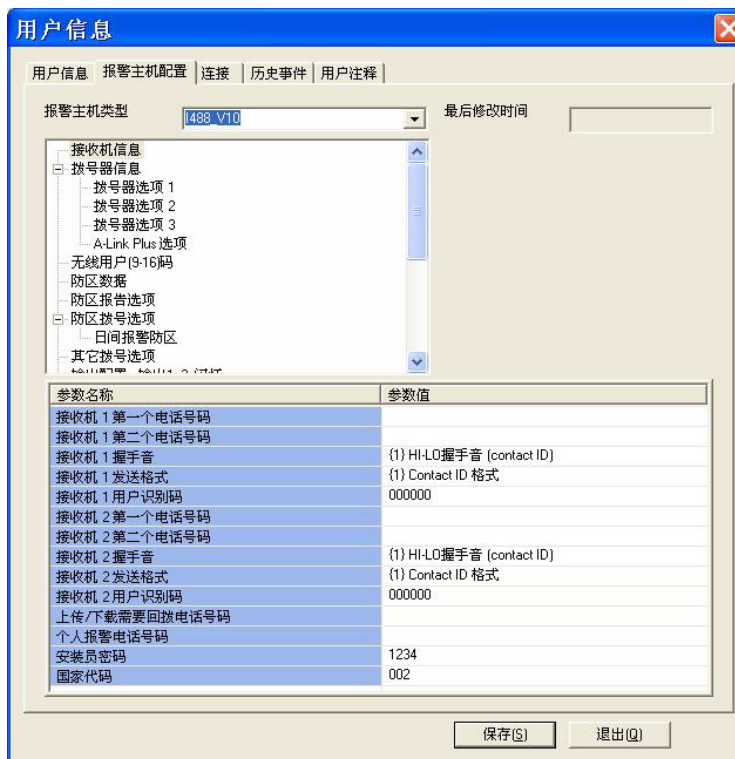 用户信息
用户信息 报警主机配置 连接 历史事件 用户注释
报警主机类型 I488_V10 最后修改时间
接收机信息
拨号器信息
拨号器选项 1
拨号器选项 2
拨号器选项 3
A-Link Plus 选项
无线用户(9-16)码
防区数据
防区报告选项
防区拨号选项
日间报警防区
其它拨号选项
参数名称 参数值
接收机 1 第一个电话号码
接收机 1 第二个电话号码
接收机 1 握手音 {1} HI-LO握手音 (contact ID)
接收机 1 发送格式 {1} Contact ID 格式
接收机 1 用户识别码 000000
接收机 2 第一个电话号码
接收机 2 第二个电话号码
接收机 2 握手音 {1} HI-LO握手音 (contact ID)
接收机 2 发送格式 {1} Contact ID 格式
接收机 2 用户识别码 000000
上传/下载需要回拨电话号码
个人报警电话号码
安装员密码 1234
国家代码 002
保存(S) 退出(Q)